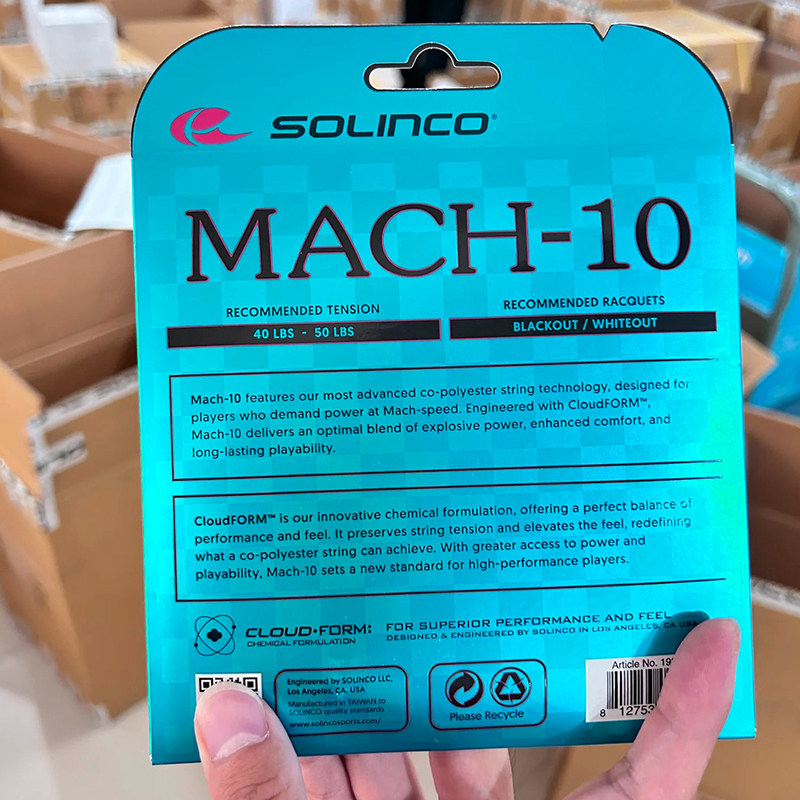 SOLINCO®
MACH-10
RECOMMENDED TENSION
40 LBS - 50 LBS
RECOMMENDED RACQUETS
BLACKOUT / WHITEOUT
Mach-10 features our most advanced co-polyester string technology, designed for
players who demand power at Mach-speed. Engineered with CloudFORM™,
Mach-10 delivers an optimal blend of explosive power, enhanced comfort, and
long-lasting playability.
CloudFORM™ is our innovative chemical formulation, offering a perfect balance of
performance and feel. It preserves string tension and elevates the feel, redefining
what a co-polyester string can achieve. With greater access to power and
playability, Mach-10 sets a new standard for high-performance players.
CLOUD•FORM:
CHEMICAL FORMULATION
FOR SUPERIOR PERFORMANCE AND FEEL
DESIGNED & ENGINEERED BY SOLINCO IN LOS ANGELES, CA USA
Engineered by SOLINCO LLC,
Los Angeles, CA, USA
Manufactured in TAIWAN to
SOLINCO quality standards
www.solincosports.com/
Please Recycle
Article No.
8 12753